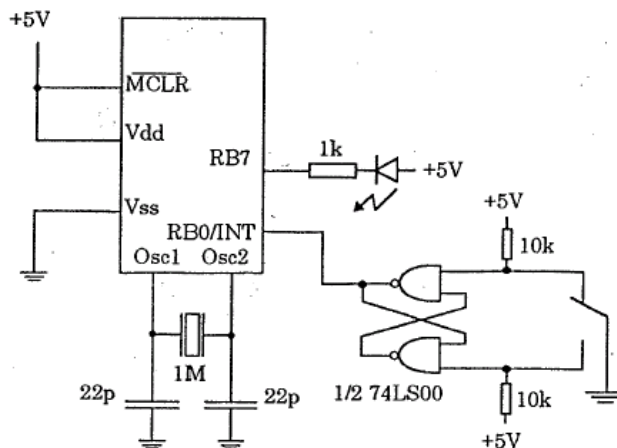 +5V
MCLR
Vdd
RB7
1k
+5V
Vss
RB0/INT
+5V
10k
Osc1 Osc2
1M
22p
22p
1/2 74LS00
10k
+5V